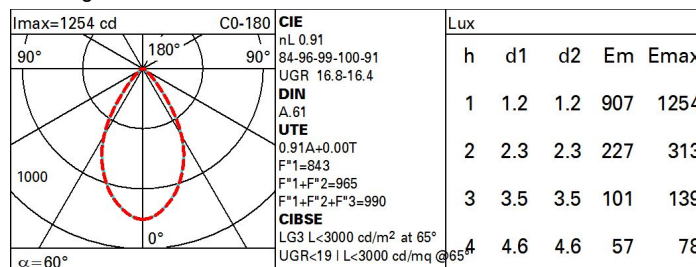 Imax=1254 cd C0-180
90° 180° 90°
1000
0°
α=60°
CIE
nL 0.91
84-96-99-100-91
UGR 16.8-16.4
DIN
A.61
UTE
0.91A+0.00T
F"1=843
F"1+F"2=965
F"1+F"2+F"3=990
CIBSE
LG3 L<3000 cd/m² at 65°
UGR<19 | L<3000 cd/mq @65°
Lux
h d1 d2 Em Emax
1 1.2 1.2 907 1254
2 2.3 2.3 227 313
3 3.5 3.5 101 139
4 4.6 4.6 57 78